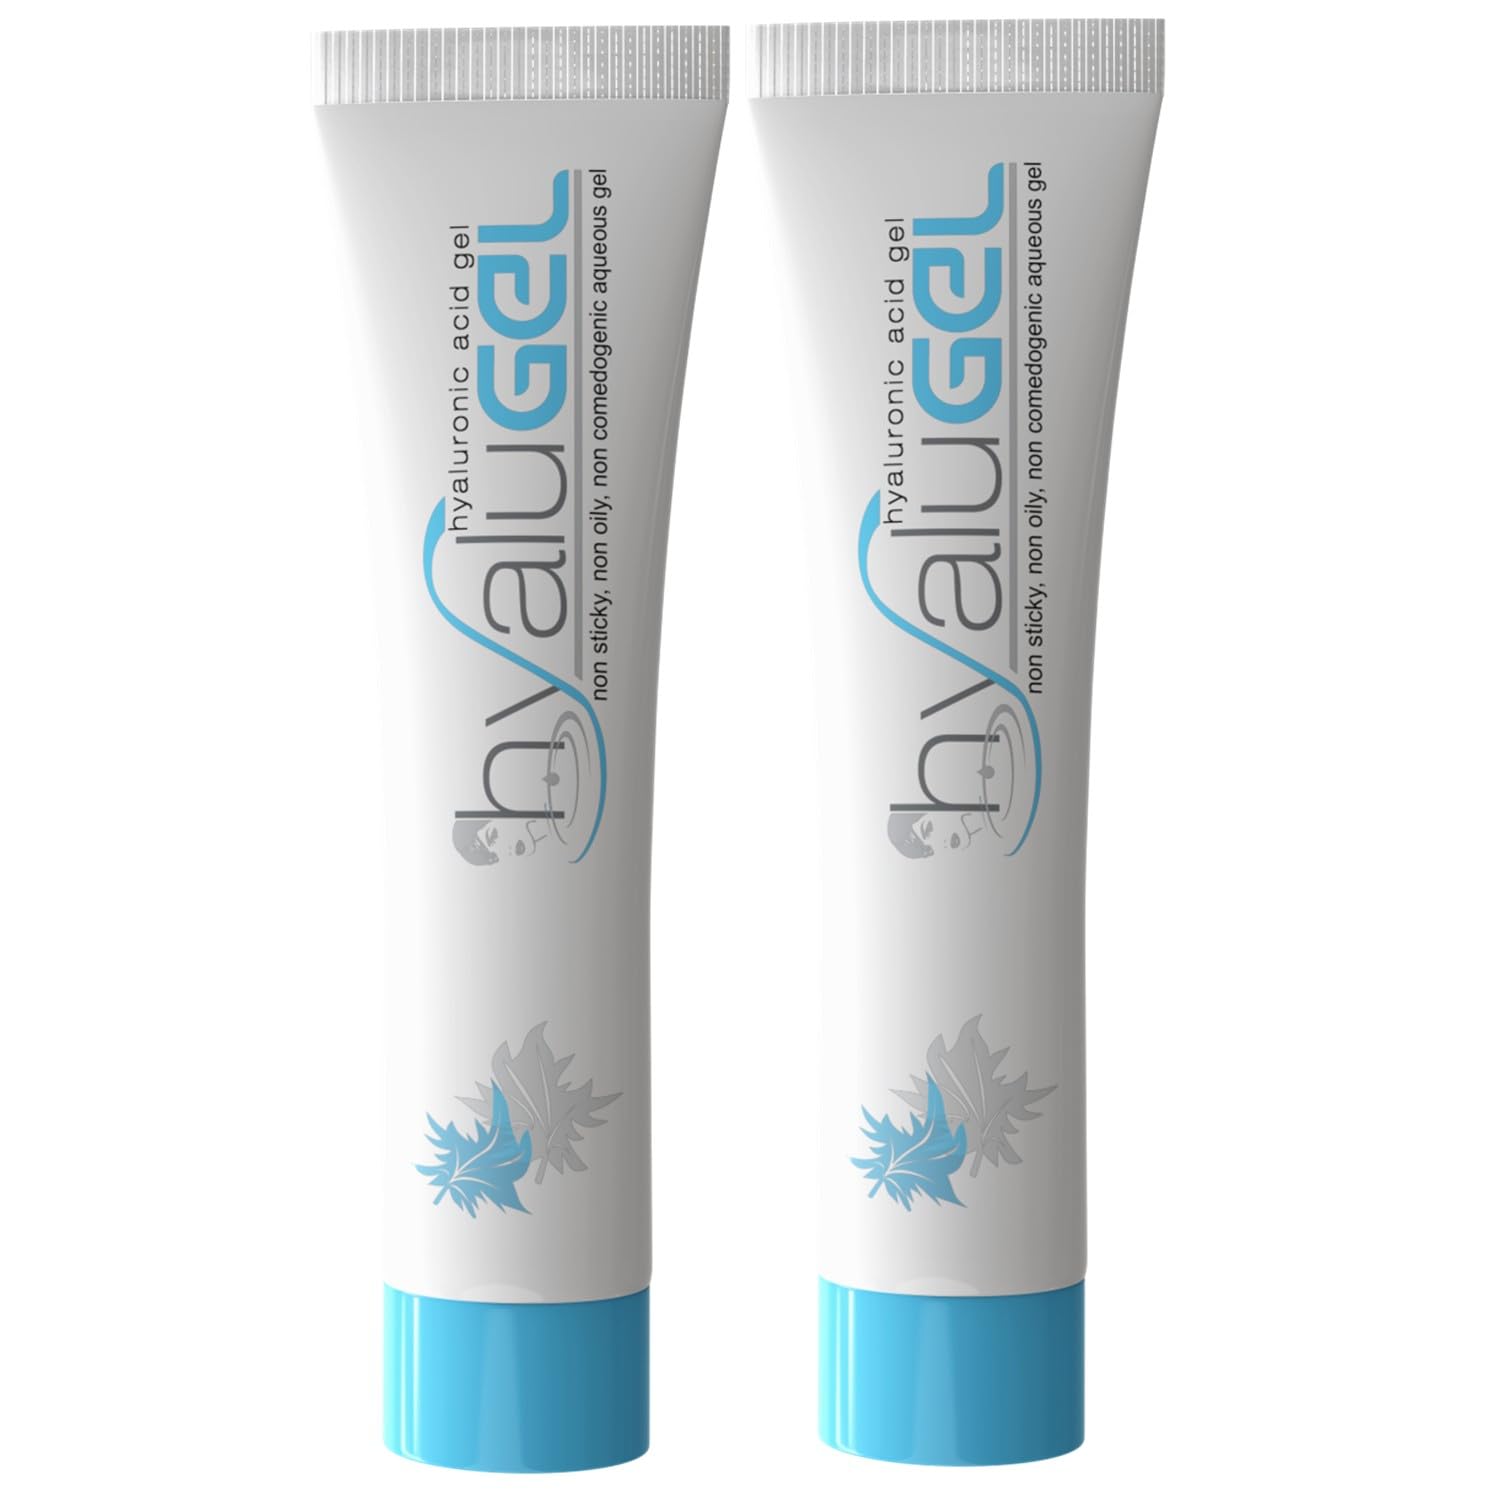 hyaluronic acid gel
hyaluGEL
non sticky, non oily, non comedogenic aqueous gel
hyaluronic acid gel
hyaluGEL
non sticky, non oily, non comedogenic aqueous gel